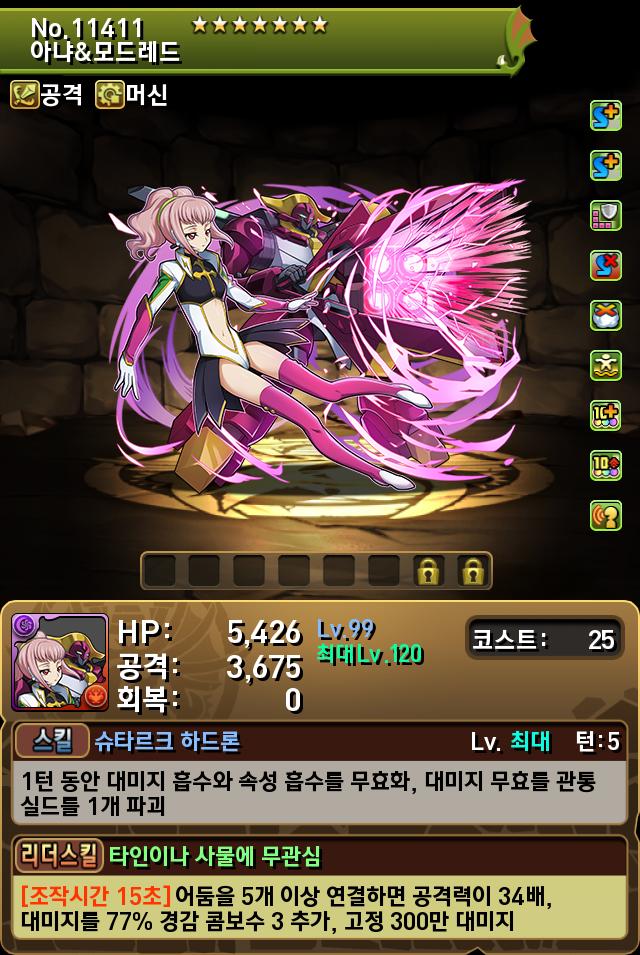 No.11411
아냐&모드레드
공격 머신
HP: 5,426 Lv.99
공격: 3,675 최대Lv.120
회복: 0
코스트: 25
스킬 슈타르크 하드론 Lv. 최대 턴:5
1턴 동안 대미지 흡수와 속성 흡수를 무효화, 대미지 무효를 관통
실드를 1개 파괴
리더스킬 타인이나 사물에 무관심
[조작시간 15초] 어둠을 5개 이상 연결하면 공격력이 34배,
대미지를 77% 경감 콤보수 3 추가, 고정 300만 대미지